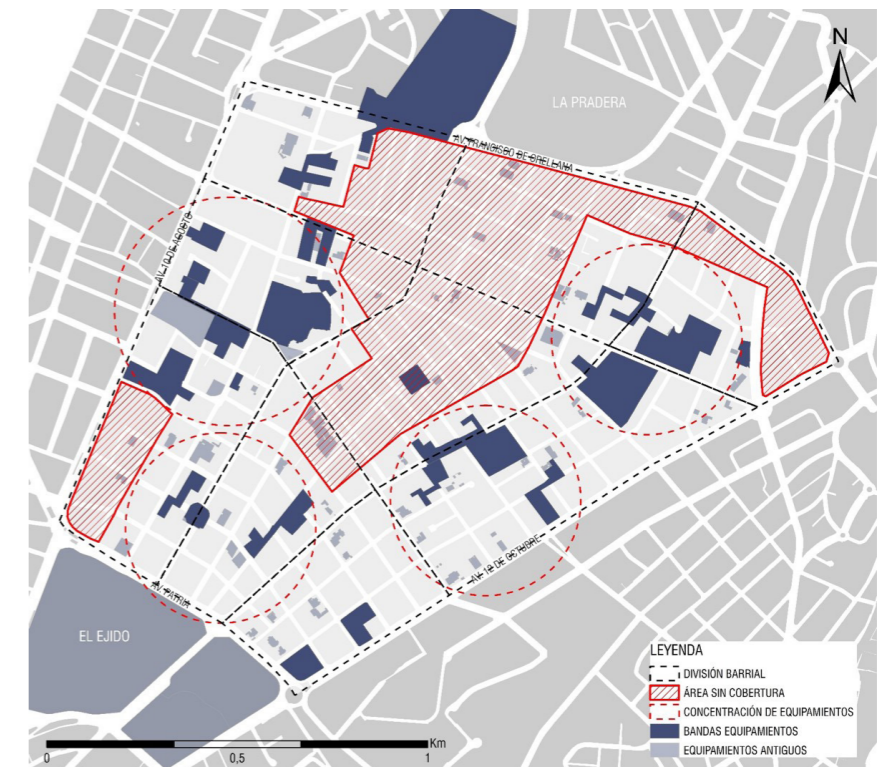 N
LA PRADERA
AV. FRANCISCO DE ORELLANA
AV. 10 DE AGOSTO
AV. 12 DE OCTUBRE
AV. PATRIA
EL EJIDO
LEYENDA
DIVISIÓN BARRIAL
ÁREA SIN COBERTURA
CONCENTRACIÓN DE EQUIPAMIENTOS
BANDAS EQUIPAMIENTOS
EQUIPAMIENTOS ANTIGUOS
Km
0
0,5
1